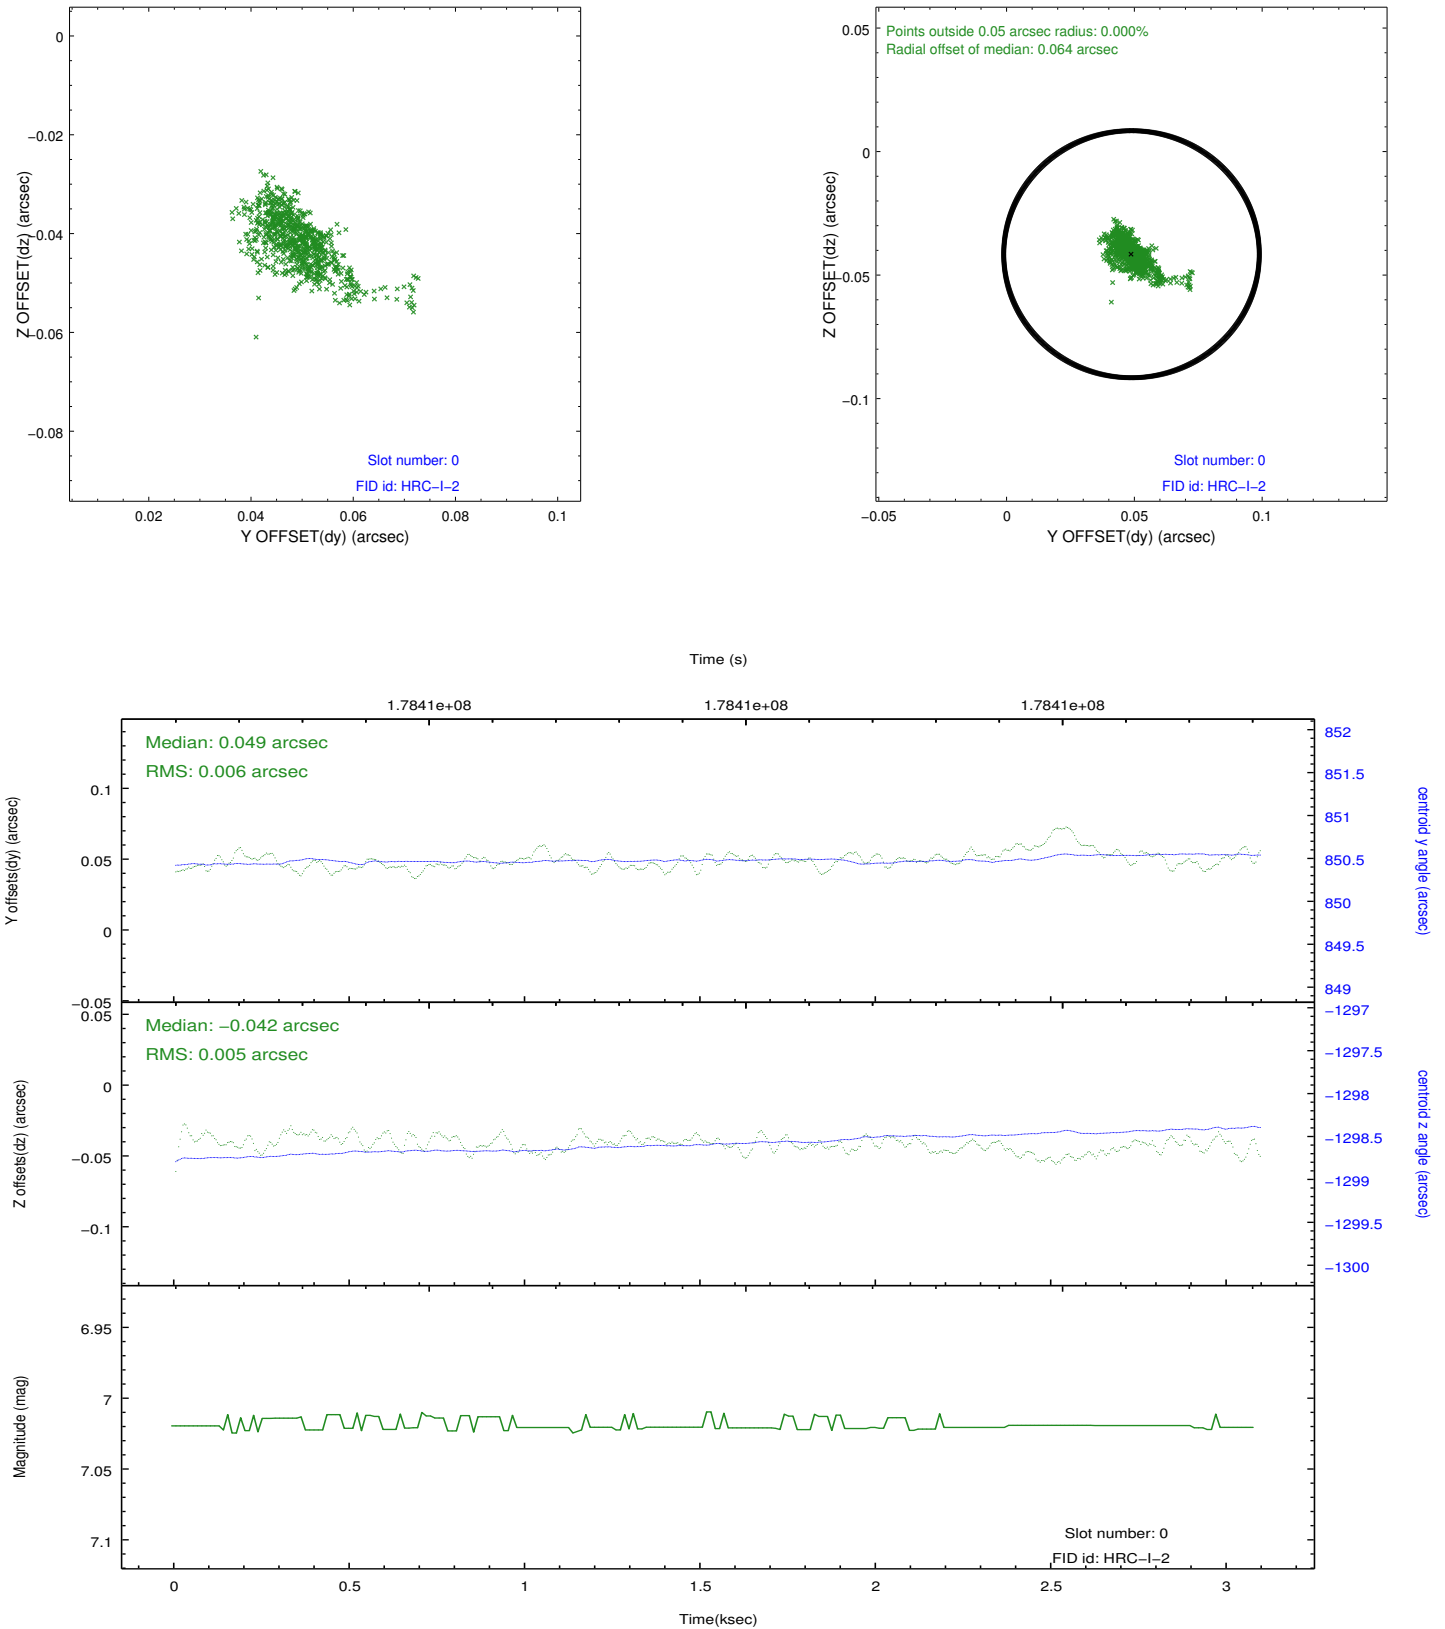 0
−0.02
−0.04
−0.06
−0.08
Z OFFSET(dz) (arcsec)
Slot number: 0
FID id: HRC−I−2
0.02
0.04
0.06
0.08
0.1
Y OFFSET(dy) (arcsec)
Points outside 0.05 arcsec radius: 0.000%
Radial offset of median: 0.064 arcsec
0.05
0
−0.05
−0.1
Z OFFSET(dz) (arcsec)
Slot number: 0
FID id: HRC−I−2
−0.05
0
0.05
0.1
Y OFFSET(dy) (arcsec)
Time (s)
1.7841e+08
1.7841e+08
1.7841e+08
Median: 0.049 arcsec
RMS: 0.006 arcsec
0.1
0.05
0
−0.05
Y offsets(dy) (arcsec)
852
851.5
851
850.5
850
849.5
849
centroid y angle (arcsec)
Median: −0.042 arcsec
RMS: 0.005 arcsec
0.05
0
−0.05
−0.1
Z offsets(dz) (arcsec)
−1297
−1297.5
−1298
−1298.5
−1299
−1299.5
−1300
centroid z angle (arcsec)
6.95
7
7.05
7.1
Magnitude (mag)
Slot number: 0
FID id: HRC−I−2
0
0.5
1
1.5
2
2.5
3
Time(ksec)